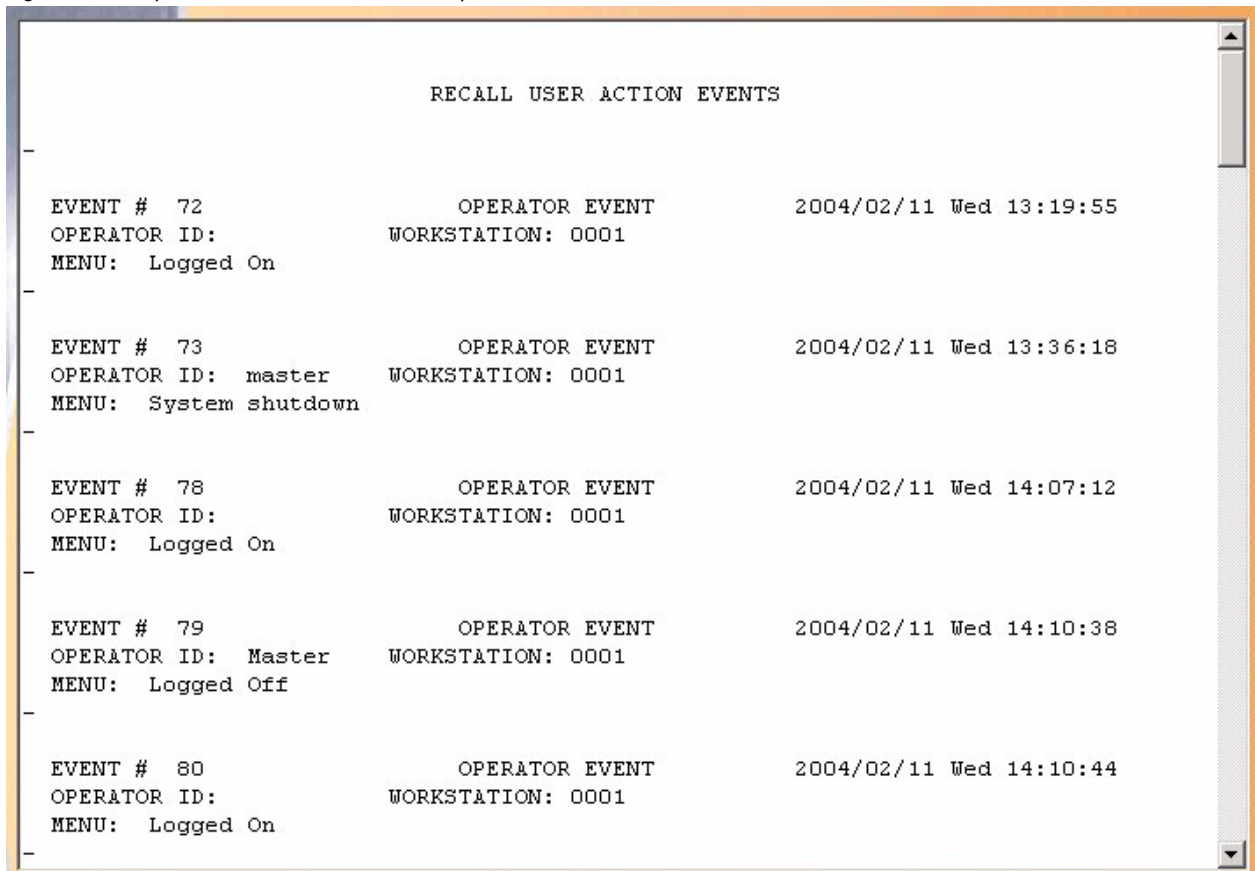 RECALL USER ACTION EVENTS
-
EVENT # 72 OPERATOR EVENT 2004/02/11 Wed 13:19:55
OPERATOR ID: WORKSTATION: 0001
MENU: Logged On
-
EVENT # 73 OPERATOR EVENT 2004/02/11 Wed 13:36:18
OPERATOR ID: master WORKSTATION: 0001
MENU: System shutdown
-
EVENT # 78 OPERATOR EVENT 2004/02/11 Wed 14:07:12
OPERATOR ID: WORKSTATION: 0001
MENU: Logged On
-
EVENT # 79 OPERATOR EVENT 2004/02/11 Wed 14:10:38
OPERATOR ID: Master WORKSTATION: 0001
MENU: Logged Off
-
EVENT # 80 OPERATOR EVENT 2004/02/11 Wed 14:10:44
OPERATOR ID: WORKSTATION: 0001
MENU: Logged On
-